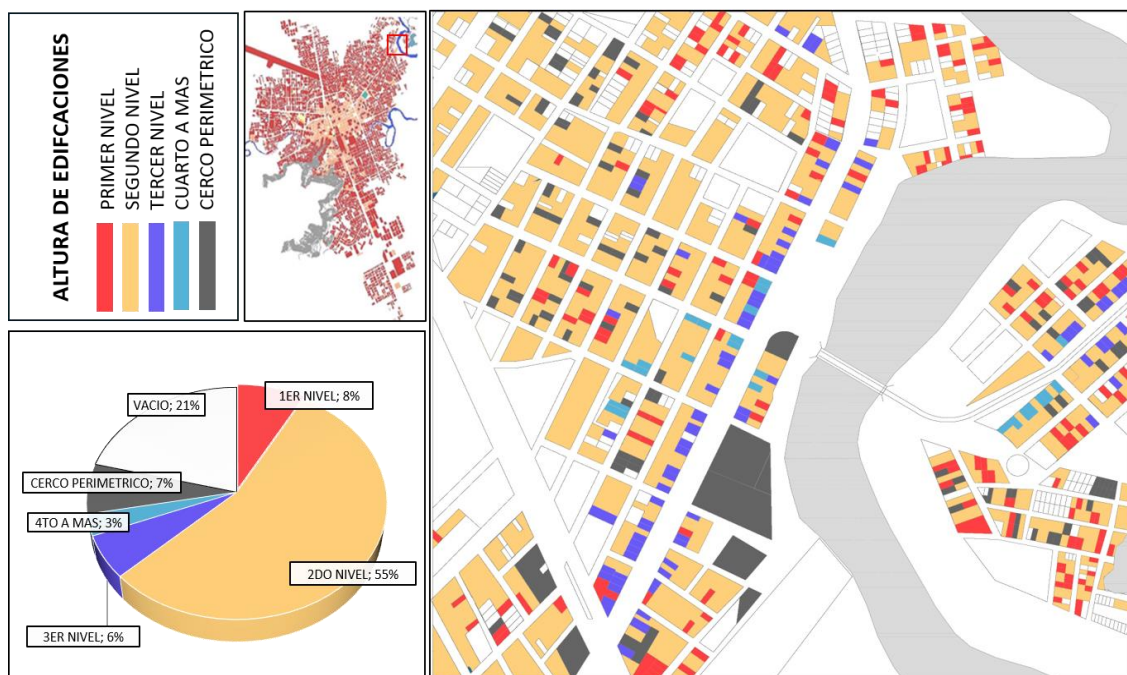 ALTURA DE EDIFCACIONES
PRIMER NIVEL
SEGUNDO NIVEL
TERCER NIVEL
CUARTO A MAS
CERCO PERIMETRICO
VACIO; 21%
1ER NIVEL; 8%
CERCO PERIMETRICO; 7%
4TO A MAS; 3%
2DO NIVEL; 55%
3ER NIVEL; 6%